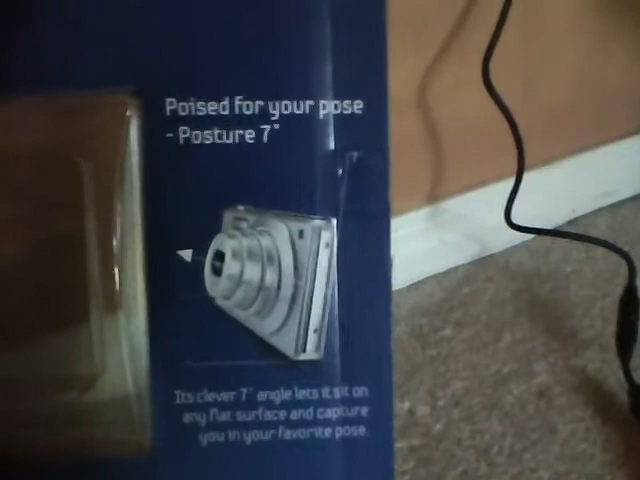 Poised for your pose
- Posture 7°
Its clever 7° angle lets it sit on
any flat surface and capture
you in your favorite pose.